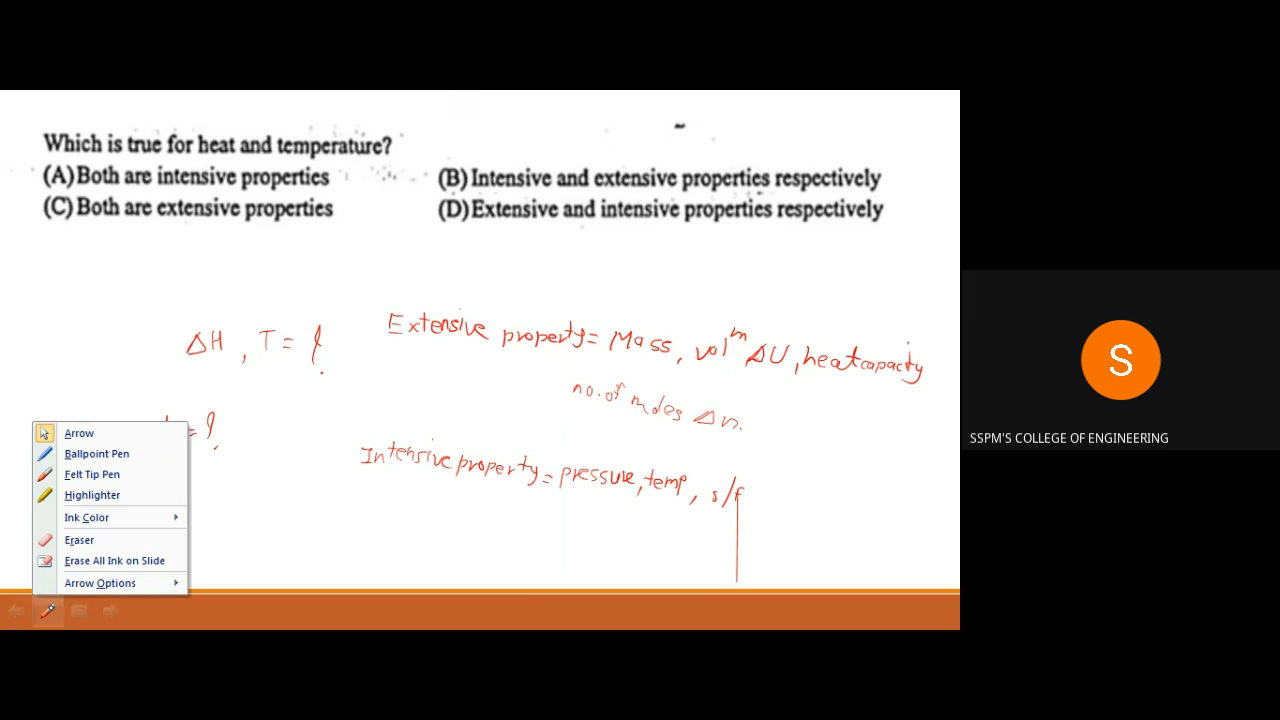 Which is true for heat and temperature?
(A) Both are intensive properties
(B) Intensive and extensive properties respectively
(C) Both are extensive properties
(D) Extensive and intensive properties respectively
ΔH , T = ?
Extensive property = Mass, volᵐ ΔU, heat capacity
no. of moles Δn.
= ?
Intensive property = pressure, temp, s/f
Arrow
Ballpoint Pen
Felt Tip Pen
Highlighter
Ink Color
Eraser
Erase All Ink on Slide
Arrow Options
S
SSPM'S COLLEGE OF ENGINEERING